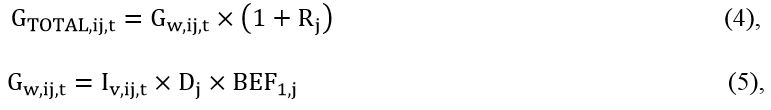 G_TOTAL,ij,t = G_w,ij,t × (1 + R_j) (4),
G_w,ij,t = I_v,ij,t × D_j × BEF_1,j (5),